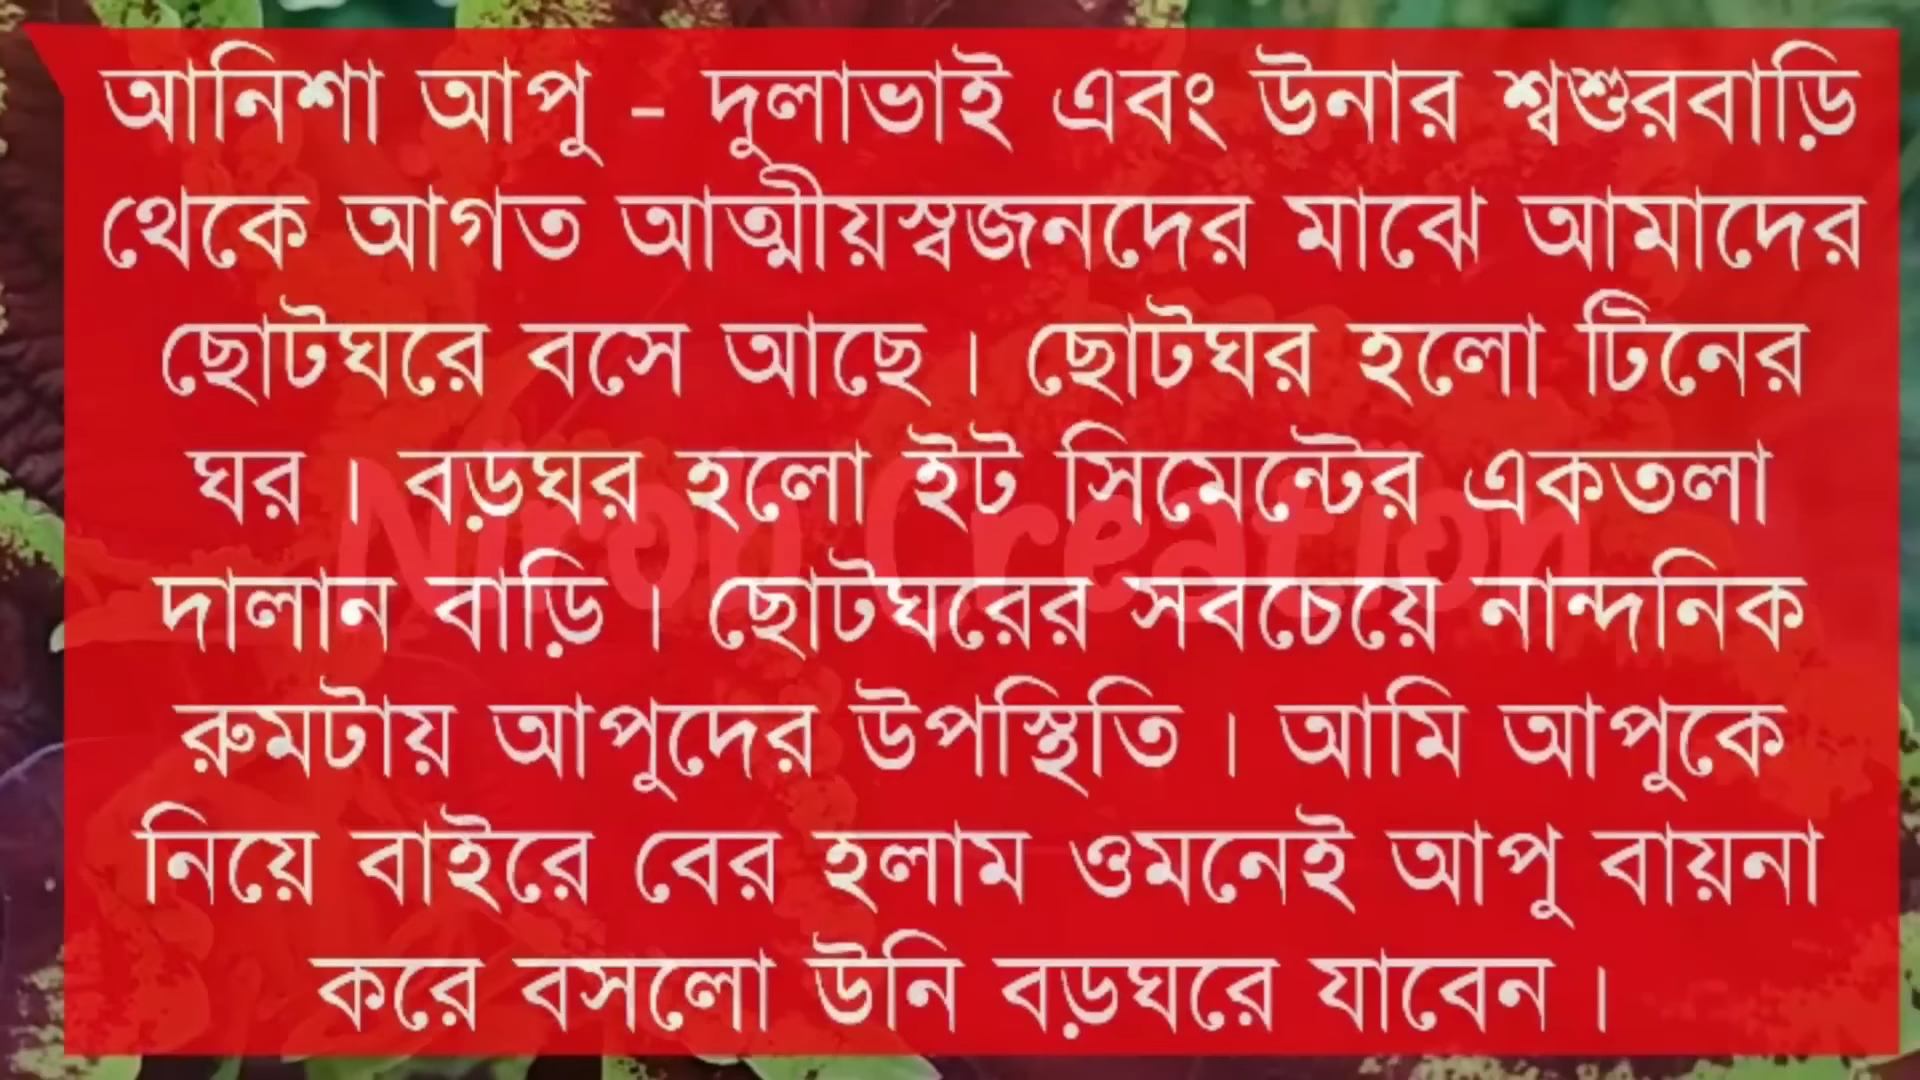 আনিশা আপু - দুলাভাই এবং উনার শ্বশুরবাড়ি
থেকে আগত আত্মীয়স্বজনদের মাঝে আমাদের
ছোটঘরে বসে আছে। ছোটঘর হলো টিনের
ঘর। বড়ঘর হলো ইট সিমেন্টের একতলা
দালান বাড়ি। ছোটঘরের সবচেয়ে নান্দনিক
রুমটায় আপুদের উপস্থিতি। আমি আপুকে
নিয়ে বাইরে বের হলাম ওমনেই আপু বায়না
করে বসলো উনি বড়ঘরে যাবেন।
Nirob Creation